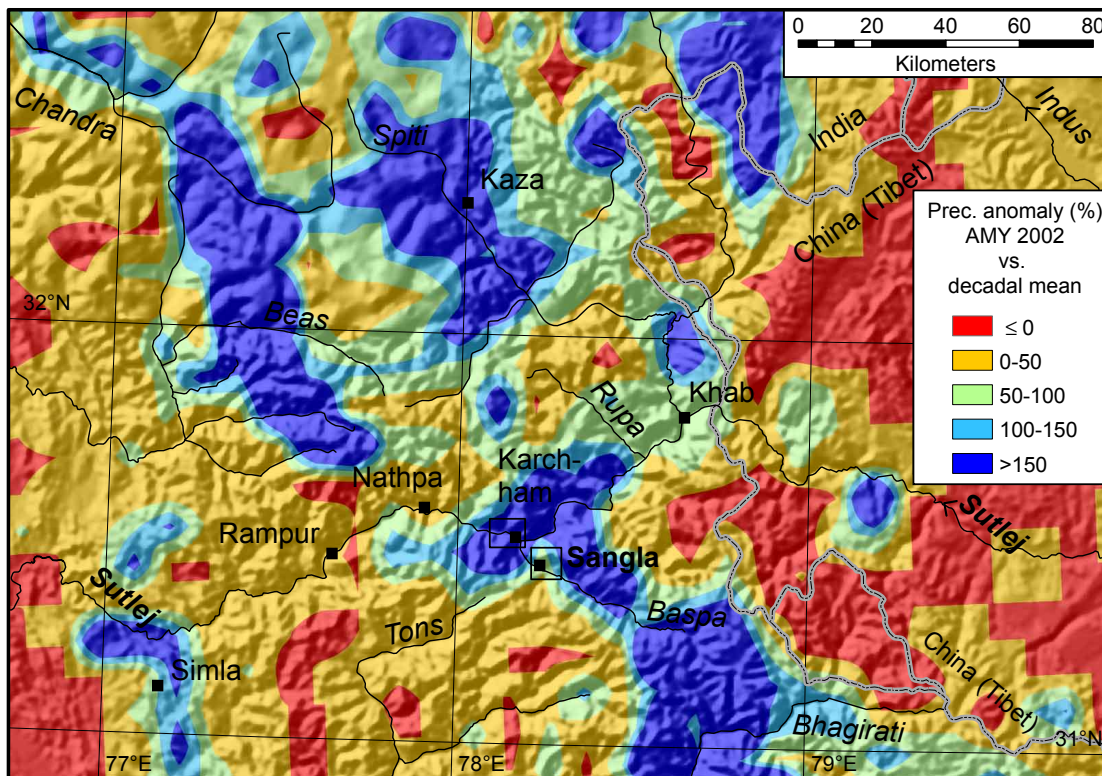 0 20 40 60 80
Kilometers
Chandra
Spiti
Kaza
India
Indus
China (Tibet)
Prec. anomaly (%)
AMY 2002
vs.
decadal mean
≤ 0
0-50
50-100
100-150
>150
32°N
Beas
Rupa
Khab
Karch-
ham
Nathpa
Rampur
Sangla
Sutlej
Sutlej
Baspa
Tons
Simla
China (Tibet)
Bhagirati
31°N
77°E
78°E
79°E